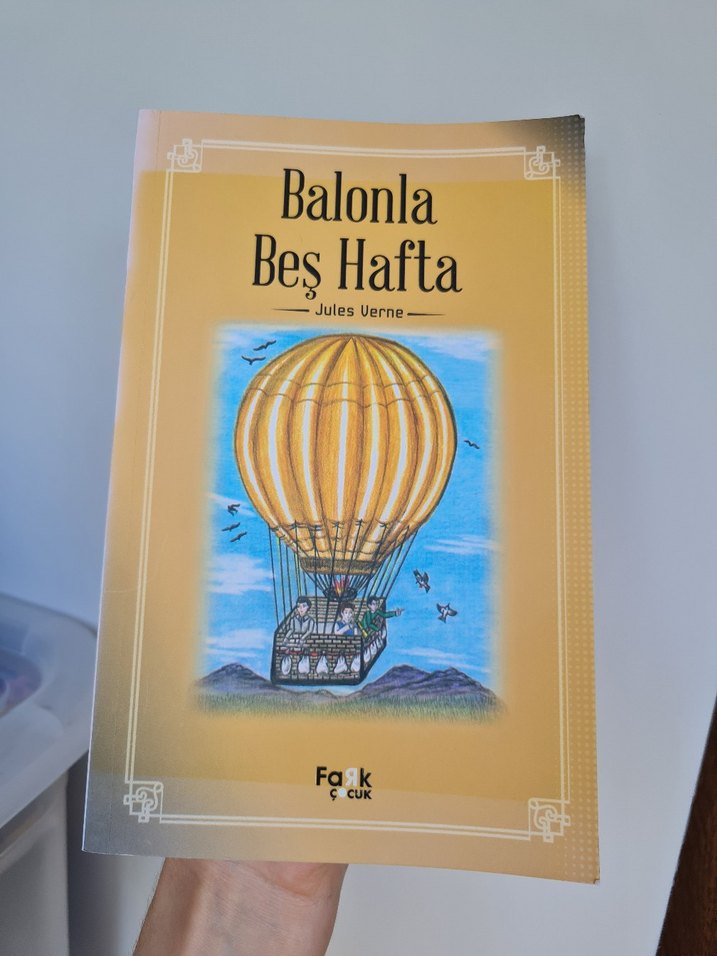 Balonla
Beş Hafta
Jules Verne
FaRk
çocuk